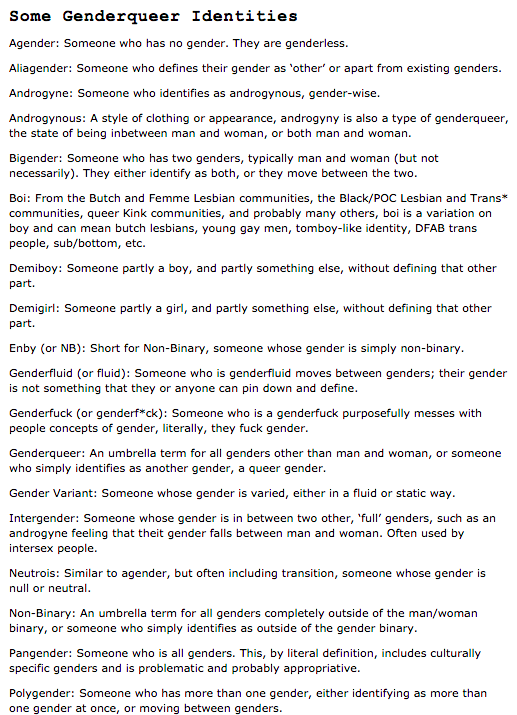 Some Genderqueer Identities
Agender: Someone who has no gender. They are genderless.
Aliagender: Someone who defines their gender as ‘other’ or apart from existing genders.
Androgyne: Someone who identifies as androgynous, gender-wise.
Androgynous: A style of clothing or appearance, androgyny is also a type of genderqueer,
the state of being inbetween man and woman, or both man and woman.
Bigender: Someone who has two genders, typically man and woman (but not
necessarily). They either identify as both, or they move between the two.
Boi: From the Butch and Femme Lesbian communities, the Black/POC Lesbian and Trans*
communities, queer Kink communities, and probably many others, boi is a variation on
boy and can mean butch lesbians, young gay men, tomboy-like identity, DFAB trans
people, sub/bottom, etc.
Demiboy: Someone partly a boy, and partly something else, without defining that other
part.
Demigirl: Someone partly a girl, and partly something else, without defining that other
part.
Enby (or NB): Short for Non-Binary, someone whose gender is simply non-binary.
Genderfluid (or fluid): Someone who is genderfluid moves between genders; their gender
is not something that they or anyone can pin down and define.
Genderfuck (or genderf*ck): Someone who is a genderfuck purposefully messes with
people concepts of gender, literally, they fuck gender.
Genderqueer: An umbrella term for all genders other than man and woman, or someone
who simply identifies as another gender, a queer gender.
Gender Variant: Someone whose gender is varied, either in a fluid or static way.
Intergender: Someone whose gender is in between two other, ‘full’ genders, such as an
androgyne feeling that theit gender falls between man and woman. Often used by
intersex people.
Neutrois: Similar to agender, but often including transition, someone whose gender is
null or neutral.
Non-Binary: An umbrella term for all genders completely outside of the man/woman
binary, or someone who simply identifies as outside of the gender binary.
Pangender: Someone who is all genders. This, by literal definition, includes culturally
specific genders and is problematic and probably appropriative.
Polygender: Someone who has more than one gender, either identifying as more than
one gender at once, or moving between genders.